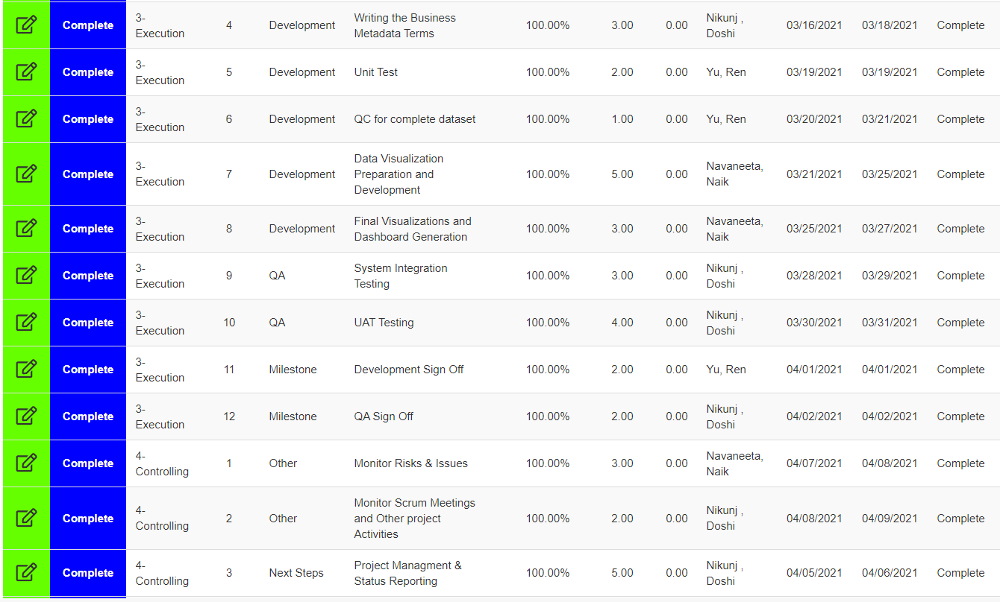 Complete 3-Execution 4 Development Writing the Business Metadata Terms 100.00% 3.00 0.00 Nikunj , Doshi 03/16/2021 03/18/2021 Complete
Complete 3-Execution 5 Development Unit Test 100.00% 2.00 0.00 Yu, Ren 03/19/2021 03/19/2021 Complete
Complete 3-Execution 6 Development QC for complete dataset 100.00% 1.00 0.00 Yu, Ren 03/20/2021 03/21/2021 Complete
Complete 3-Execution 7 Development Data Visualization Preparation and Development 100.00% 5.00 0.00 Navaneeta, Naik 03/21/2021 03/25/2021 Complete
Complete 3-Execution 8 Development Final Visualizations and Dashboard Generation 100.00% 3.00 0.00 Navaneeta, Naik 03/25/2021 03/27/2021 Complete
Complete 3-Execution 9 QA System Integration Testing 100.00% 3.00 0.00 Nikunj , Doshi 03/28/2021 03/29/2021 Complete
Complete 3-Execution 10 QA UAT Testing 100.00% 4.00 0.00 Nikunj , Doshi 03/30/2021 03/31/2021 Complete
Complete 3-Execution 11 Milestone Development Sign Off 100.00% 2.00 0.00 Yu, Ren 04/01/2021 04/01/2021 Complete
Complete 3-Execution 12 Milestone QA Sign Off 100.00% 2.00 0.00 Nikunj , Doshi 04/02/2021 04/02/2021 Complete
Complete 4-Controlling 1 Other Monitor Risks & Issues 100.00% 3.00 0.00 Navaneeta, Naik 04/07/2021 04/08/2021 Complete
Complete 4-Controlling 2 Other Monitor Scrum Meetings and Other project Activities 100.00% 2.00 0.00 Nikunj , Doshi 04/08/2021 04/09/2021 Complete
Complete 4-Controlling 3 Next Steps Project Managment & Status Reporting 100.00% 5.00 0.00 Nikunj , Doshi 04/05/2021 04/06/2021 Complete